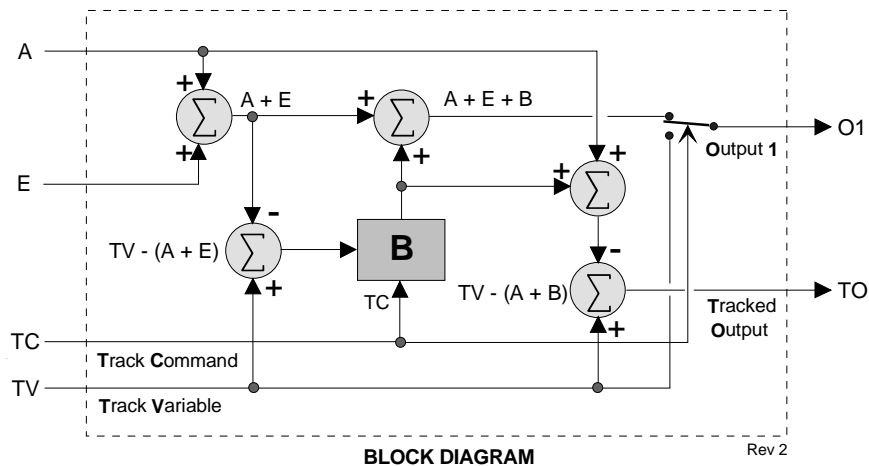 A
+
+
A + E
+
+
A + E + B
O1
Output 1
E
+
+
-
TV - (A + E)
+
B
TC
-
TV - (A + B)
+
TO
Tracked
Output
TC
Track Command
TV
Track Variable
BLOCK DIAGRAM
Rev 2
∑
∑
∑
∑
∑